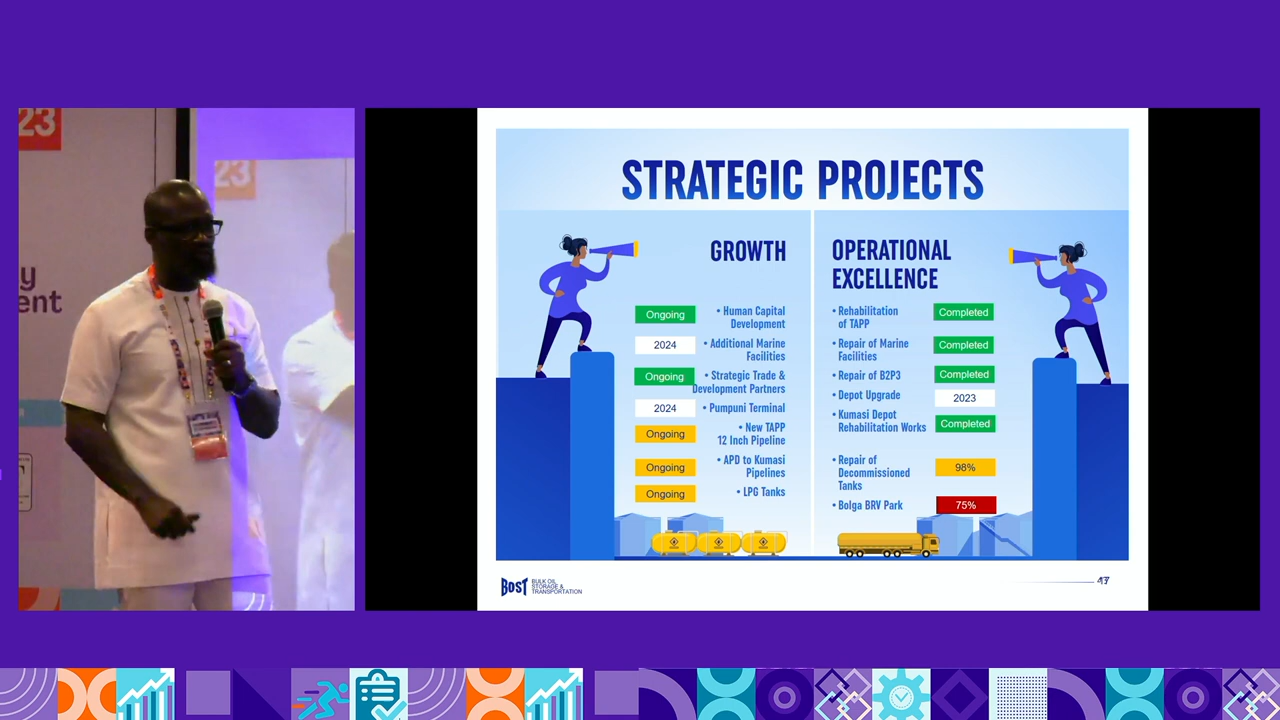 23
23
y
ent
STRATEGIC PROJECTS
GROWTH
Ongoing
• Human Capital
Development
2024
• Additional Marine
Facilities
Ongoing
• Strategic Trade &
Development Partners
2024
• Pumpuni Terminal
Ongoing
• New TAPP
12 Inch Pipeline
Ongoing
• APD to Kumasi
Pipelines
Ongoing
• LPG Tanks
OPERATIONAL
EXCELLENCE
• Rehabilitation
of TAPP
Completed
• Repair of Marine
Facilities
Completed
• Repair of B2P3
Completed
• Depot Upgrade
2023
• Kumasi Depot
Rehabilitation Works
Completed
• Repair of
Decommissioned
Tanks
98%
• Bolga BRV Park
75%
BOST
BULK OIL
STORAGE &
TRANSPORTATION